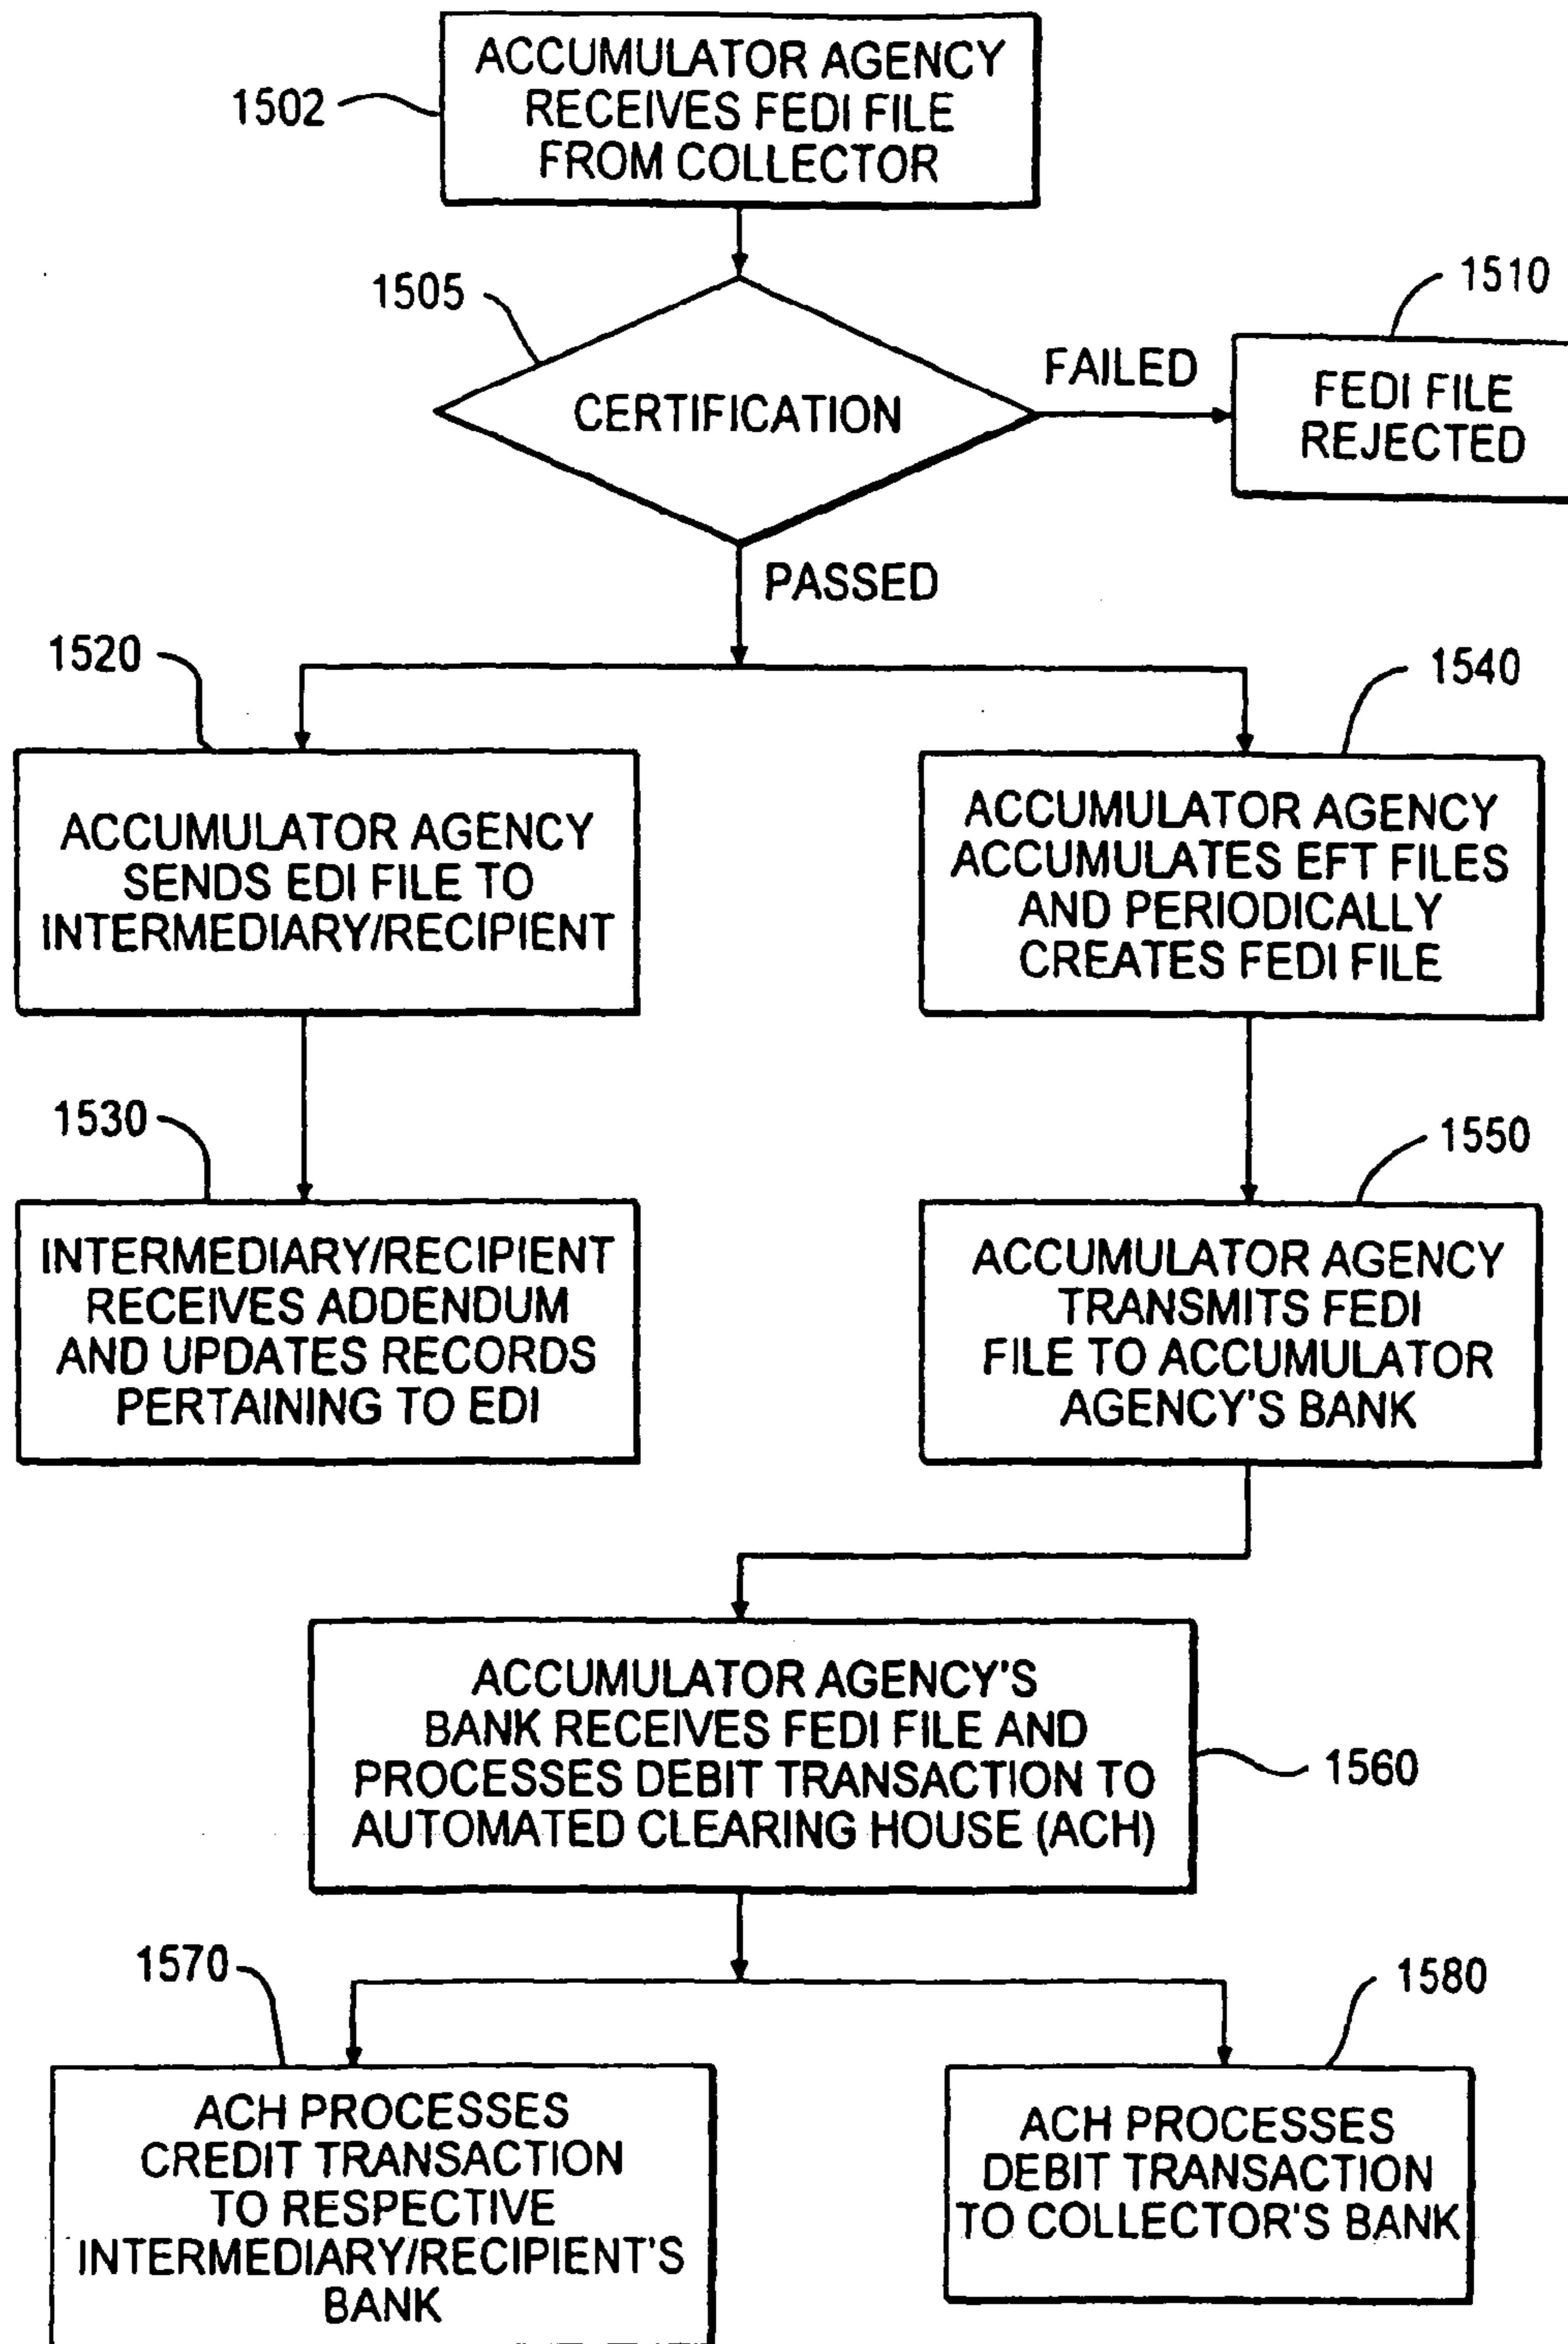 ACCUMULATOR AGENCY
RECEIVES FEDI FILE
FROM COLLECTOR
1502
1505
CERTIFICATION
FAILED
1510
FEDI FILE
REJECTED
PASSED
1520
ACCUMULATOR AGENCY
SENDS EDI FILE TO
INTERMEDIARY/RECIPIENT
1540
ACCUMULATOR AGENCY
ACCUMULATES EFT FILES
AND PERIODICALLY
CREATES FEDI FILE
1530
INTERMEDIARY/RECIPIENT
RECEIVES ADDENDUM
AND UPDATES RECORDS
PERTAINING TO EDI
1550
ACCUMULATOR AGENCY
TRANSMITS FEDI
FILE TO ACCUMULATOR
AGENCY'S BANK
ACCUMULATOR AGENCY'S
BANK RECEIVES FEDI FILE AND
PROCESSES DEBIT TRANSACTION TO
AUTOMATED CLEARING HOUSE (ACH)
1560
1570
ACH PROCESSES
CREDIT TRANSACTION
TO RESPECTIVE
INTERMEDIARY/RECIPIENT'S
BANK
1580
ACH PROCESSES
DEBIT TRANSACTION
TO COLLECTOR'S BANK